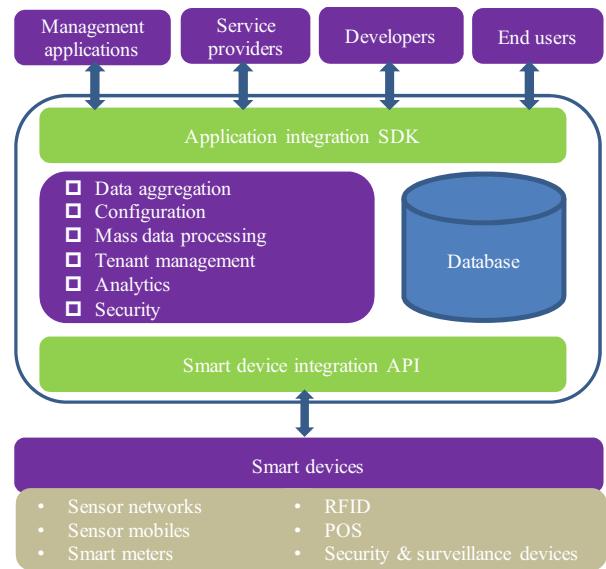 Management
applications
Service
providers
Developers
End users
Application integration SDK
Data aggregation
Configuration
Mass data processing
Tenant management
Analytics
Security
Database
Smart device integration API
Smart devices
• Sensor networks
• Sensor mobiles
• Smart meters
• RFID
• POS
• Security & surveillance devices